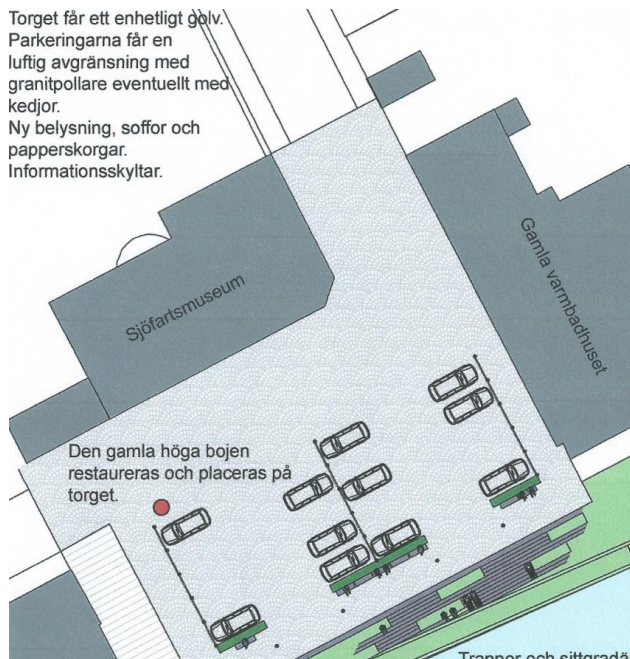 Torget får ett enhetligt golv.
Parkeringarna får en
luftig avgränsning med
granitpollare eventuellt med
kedjor.
Ny belysning, soffor och
papperskorgar.
Informationsskyltar.
Sjöfartsmuseum
Gamla varmbadhuset
Den gamla höga bojen
restaureras och placeras på
torget.
Trappor och